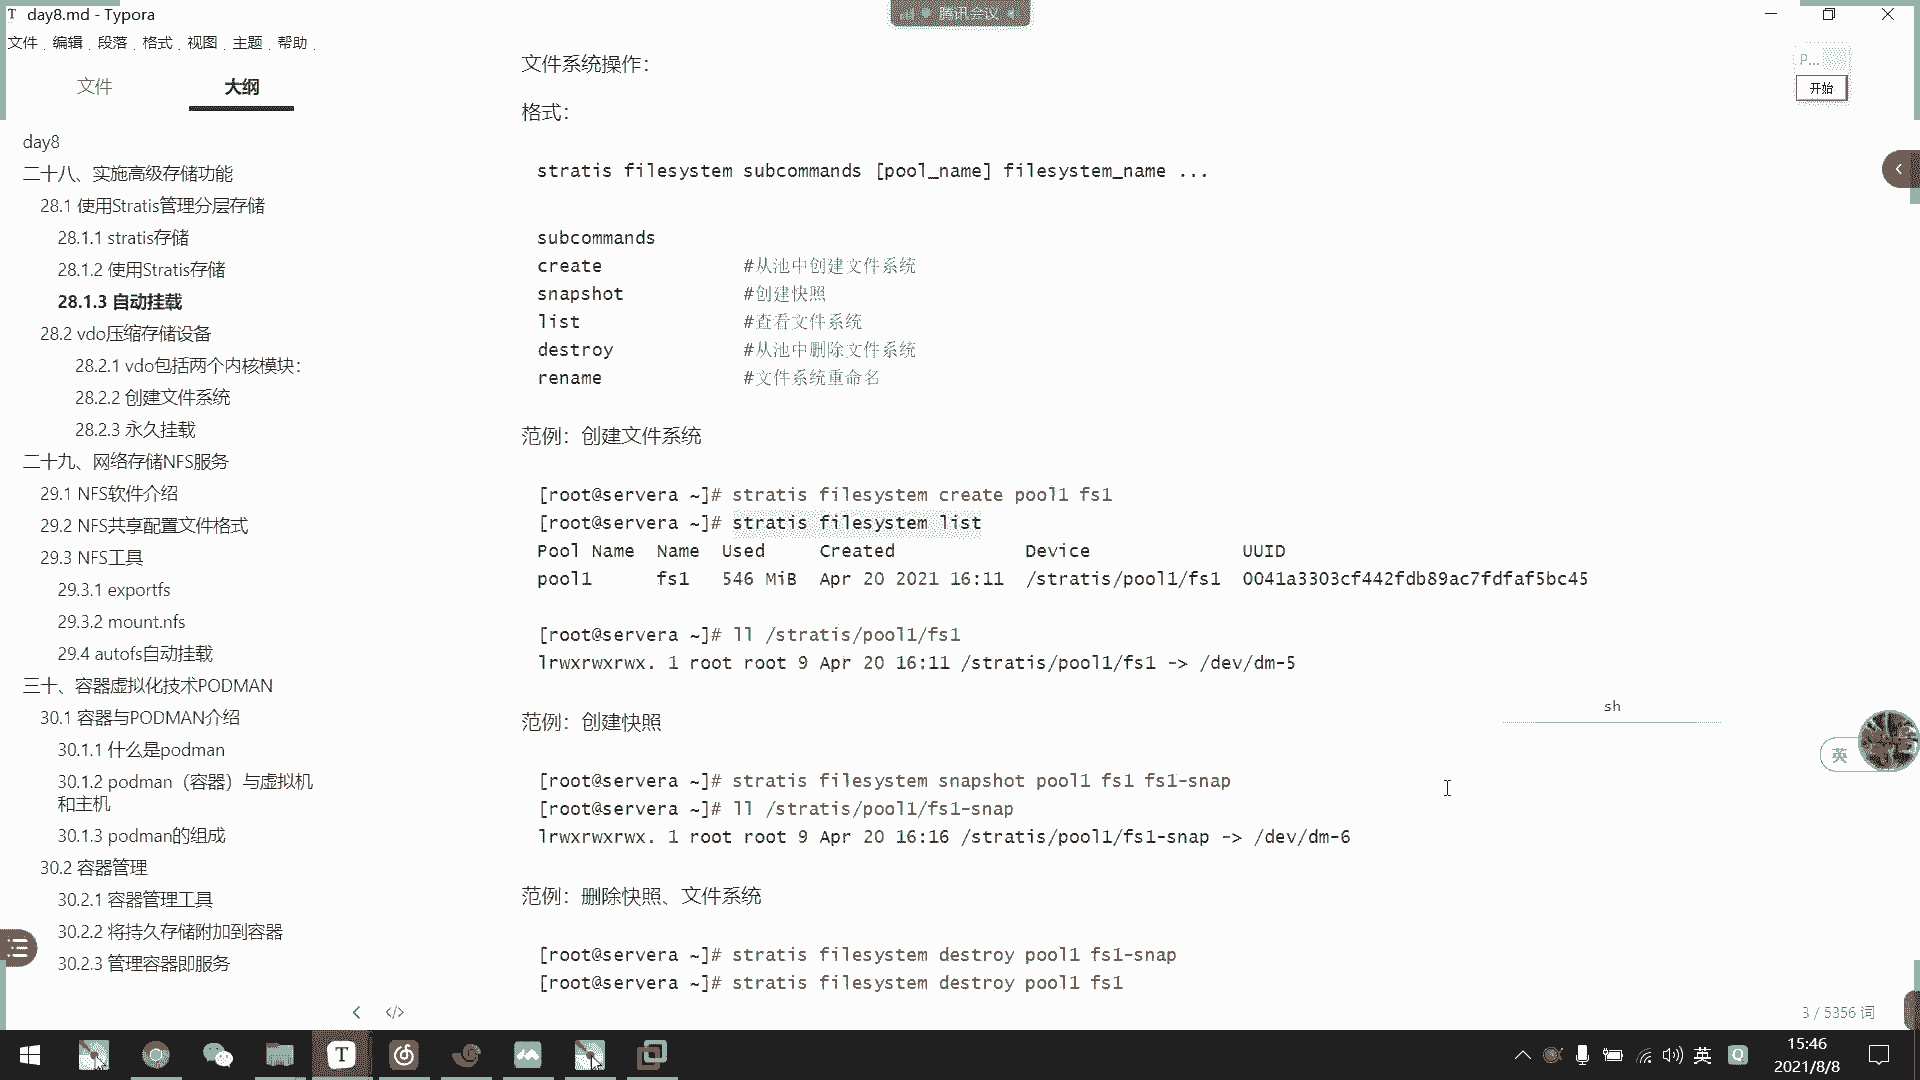 T day8.md - Typora
腾讯会议
文件 编辑 段落 格式 视图 主题 帮助
文件 大纲
day8
二十八、实施高级存储功能
28.1 使用Stratis管理分层存储
28.1.1 stratis存储
28.1.2 使用Stratis存储
28.1.3 自动挂载
28.2 vdo压缩存储设备
28.2.1 vdo包括两个内核模块：
28.2.2 创建文件系统
28.2.3 永久挂载
二十九、网络存储NFS服务
29.1 NFS软件介绍
29.2 NFS共享配置文件格式
29.3 NFS工具
29.3.1 exportfs
29.3.2 mount.nfs
29.4 autofs自动挂载
三十、容器虚拟化技术PODMAN
30.1 容器与PODMAN介绍
30.1.1 什么是podman
30.1.2 podman（容器）与虚拟机
和主机
30.1.3 podman的组成
30.2 容器管理
30.2.1 容器管理工具
30.2.2 将持久存储附加到容器
30.2.3 管理容器即服务
文件系统操作：
格式：
stratis filesystem subcommands [pool_name] filesystem_name ...
subcommands
create #从池中创建文件系统
snapshot #创建快照
list #查看文件系统
destroy #从池中删除文件系统
rename #文件系统重命名
范例：创建文件系统
[root@servera ~]# stratis filesystem create pool1 fs1
[root@servera ~]# stratis filesystem list
Pool Name Name Used Created Device UUID
pool1 fs1 546 MiB Apr 20 2021 16:11 /stratis/pool1/fs1 0041a3303cf442fdb89ac7fdfaf5bc45
[root@servera ~]# ll /stratis/pool1/fs1
lrwxrwxrwx. 1 root root 9 Apr 20 16:11 /stratis/pool1/fs1 -> /dev/dm-5
范例：创建快照
[root@servera ~]# stratis filesystem snapshot pool1 fs1 fs1-snap
[root@servera ~]# ll /stratis/pool1/fs1-snap
lrwxrwxrwx. 1 root root 9 Apr 20 16:16 /stratis/pool1/fs1-snap -> /dev/dm-6
范例：删除快照、文件系统
[root@servera ~]# stratis filesystem destroy pool1 fs1-snap
[root@servera ~]# stratis filesystem destroy pool1 fs1
P...
开始
sh
英
3 / 5356 词
英
15:46
2021/8/8